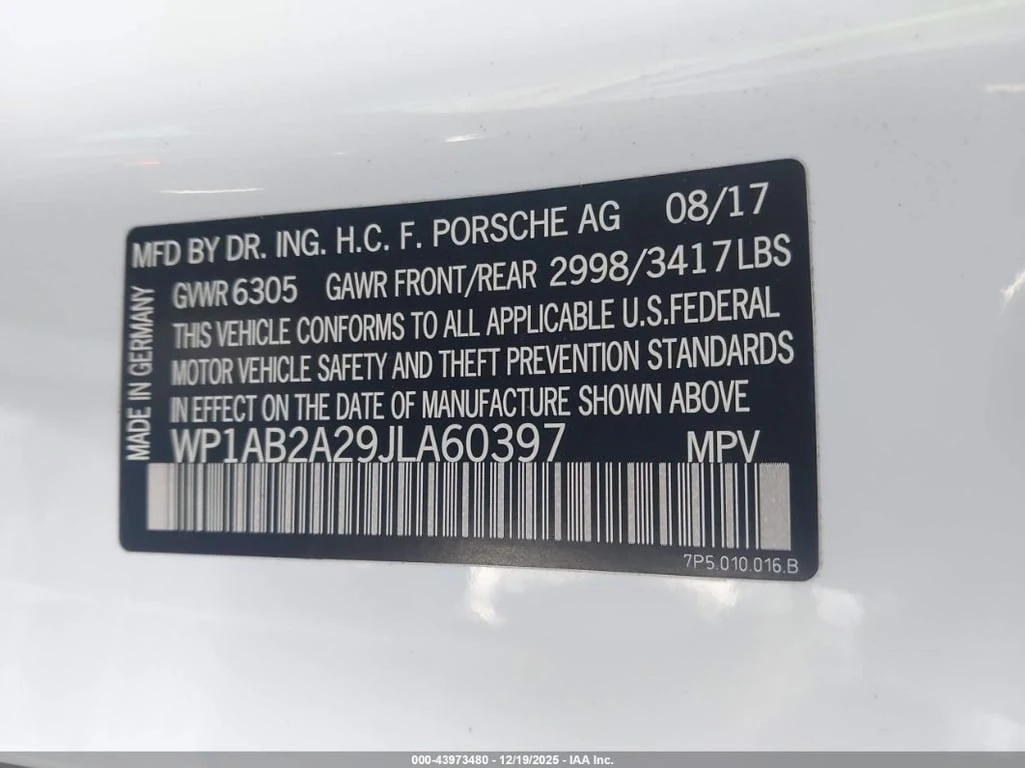 MFD BY DR. ING. H.C. F. PORSCHE AG 08/17
GVWR 6305 GAWR FRONT/REAR 2998/3417LBS
THIS VEHICLE CONFORMS TO ALL APPLICABLE U.S.FEDERAL
MOTOR VEHICLE SAFETY AND THEFT PREVENTION STANDARDS
IN EFFECT ON THE DATE OF MANUFACTURE SHOWN ABOVE
WP1AB2A29JLA60397 MPV
MADE IN GERMANY
7P5.010.016.B
000-43973480 - 12/19/2025 - IAA Inc.